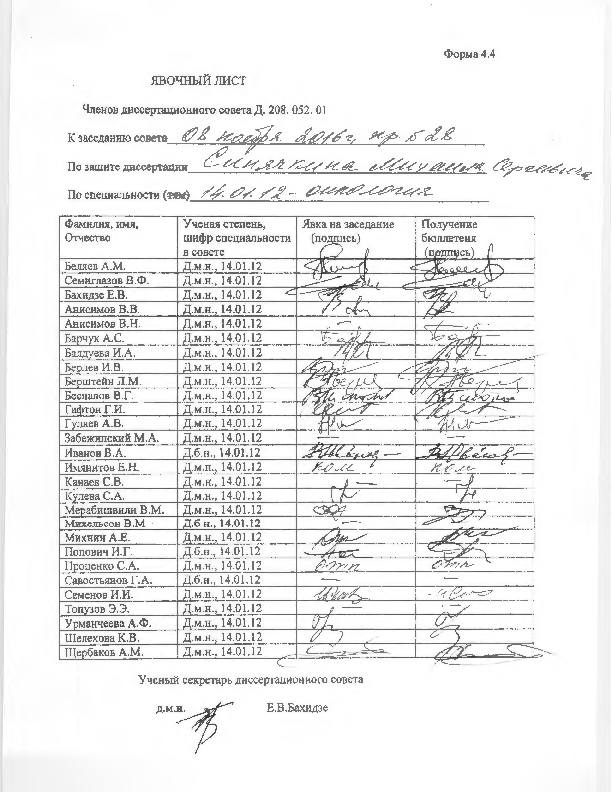 Форма 4.4
ЯВОЧНЫЙ ЛИСТ
Членов диссертационного совета Д. 208. 052. 01
К заседанию совета 08 ноября 2016г, пр. № 28
По защите диссертации Синячкина Михаила Сергеевича
По специальности (там) 14.01.12 - онкология
Фамилия, имя, Отчество | Ученая степень, шифр специальности в совете | Явка на заседание (подпись) | Получение бюллетеня (подпись)
Беляев А.М. Д.м.н., 14.01.12
Семиглазов В.Ф. Д.м.н., 14.01.12
Бахидзе Е.В. Д.м.н., 14.01.12
Анисимов В.В. Д.м.н., 14.01.12
Анисимов В.Н. Д.м.н., 14.01.12 — —
Барчук А.С. Д.м.н., 14.01.12
Балдуева И.А. Д.м.н., 14.01.12
Берлев И.В. Д.м.н., 14.01.12
Берштейн Л.М. Д.м.н., 14.01.12
Беспалов В.Г. Д.м.н., 14.01.12
Гафтон Г.И. Д.м.н., 14.01.12
Гуляев А.В. Д.м.н., 14.01.12
Забежинский М.А. Д.м.н., 14.01.12 — —
Иванов В.А. Д.б.н., 14.01.12
Имянитов Е.Н. Д.м.н., 14.01.12
Канаев С.В. Д.м.н., 14.01.12 — —
Кулева С.А. Д.м.н., 14.01.12
Мерабишвили В.М. Д.м.н., 14.01.12
Михельсон В.М Д.б.н., 14.01.12 —
Михнин А.Е. Д.м.н., 14.01.12
Попович И.Г. Д.б.н., 14.01.12
Проценко С.А. Д.м.н., 14.01.12
Савостьянов Г.А. Д.б.н., 14.01.12 — —
Семенов И.И. Д.м.н., 14.01.12
Топузов Э.Э. Д.м.н., 14.01.12 — —
Урманчеева А.Ф. Д.м.н., 14.01.12
Шелехова К.В. Д.м.н., 14.01.12
Щербаков А.М. Д.м.н., 14.01.12
Ученый секретарь диссертационного совета
д.м.н. Е.В.Бахидзе